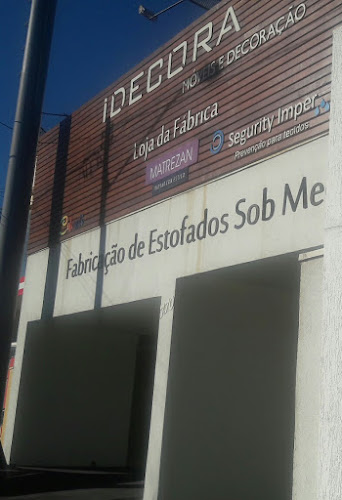 iDECORA
MÓVEIS E DECORAÇÃO
Loja da Fábrica
MATREZAN
Segurity Imper
Prevenção para tecidos
Fabricação de Estofados Sob Me